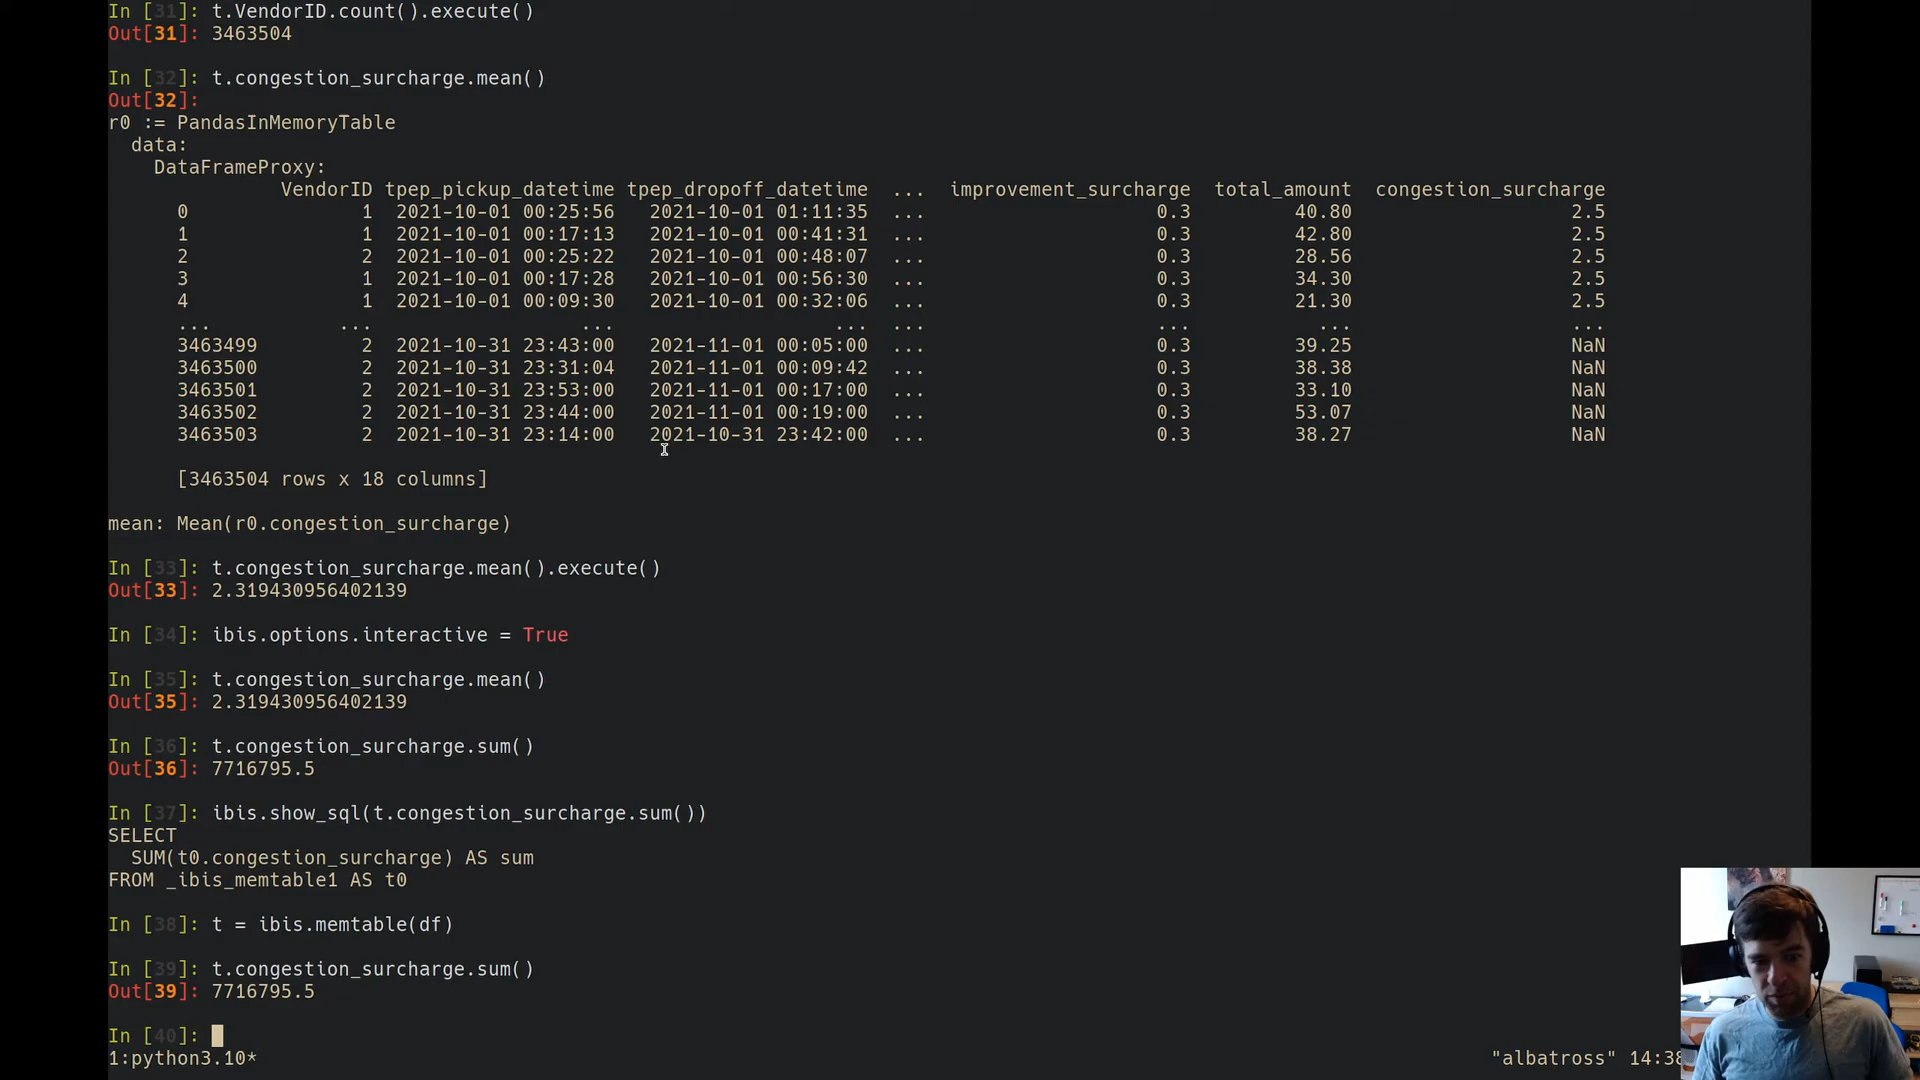 In [31]: t.VendorID.count().execute()
Out[31]: 3463504
In [32]: t.congestion_surcharge.mean()
Out[32]:
r0 := PandasInMemoryTable
data:
DataFrameProxy:
VendorID tpep_pickup_datetime tpep_dropoff_datetime ... improvement_surcharge total_amount congestion_surcharge
0 1 2021-10-01 00:25:56 2021-10-01 01:11:35 ... 0.3 40.80 2.5
1 1 2021-10-01 00:17:13 2021-10-01 00:41:31 ... 0.3 42.80 2.5
2 2 2021-10-01 00:25:22 2021-10-01 00:48:07 ... 0.3 28.56 2.5
3 1 2021-10-01 00:17:28 2021-10-01 00:56:30 ... 0.3 34.30 2.5
4 1 2021-10-01 00:09:30 2021-10-01 00:32:06 ... 0.3 21.30 2.5
... ... ... ... ... ... ... ...
3463499 2 2021-10-31 23:43:00 2021-11-01 00:05:00 ... 0.3 39.25 NaN
3463500 2 2021-10-31 23:31:04 2021-11-01 00:09:42 ... 0.3 38.38 NaN
3463501 2 2021-10-31 23:53:00 2021-11-01 00:17:00 ... 0.3 33.10 NaN
3463502 2 2021-10-31 23:44:00 2021-11-01 00:19:00 ... 0.3 53.07 NaN
3463503 2 2021-10-31 23:14:00 2021-10-31 23:42:00 ... 0.3 38.27 NaN
[3463504 rows x 18 columns]
mean: Mean(r0.congestion_surcharge)
In [33]: t.congestion_surcharge.mean().execute()
Out[33]: 2.319430956402139
In [34]: ibis.options.interactive = True
In [35]: t.congestion_surcharge.mean()
Out[35]: 2.319430956402139
In [36]: t.congestion_surcharge.sum()
Out[36]: 7716795.5
In [37]: ibis.show_sql(t.congestion_surcharge.sum())
SELECT
SUM(t0.congestion_surcharge) AS sum
FROM _ibis_memtable1 AS t0
In [38]: t = ibis.memtable(df)
In [39]: t.congestion_surcharge.sum()
Out[39]: 7716795.5
In [40]:
1:python3.10* "albatross" 14:38